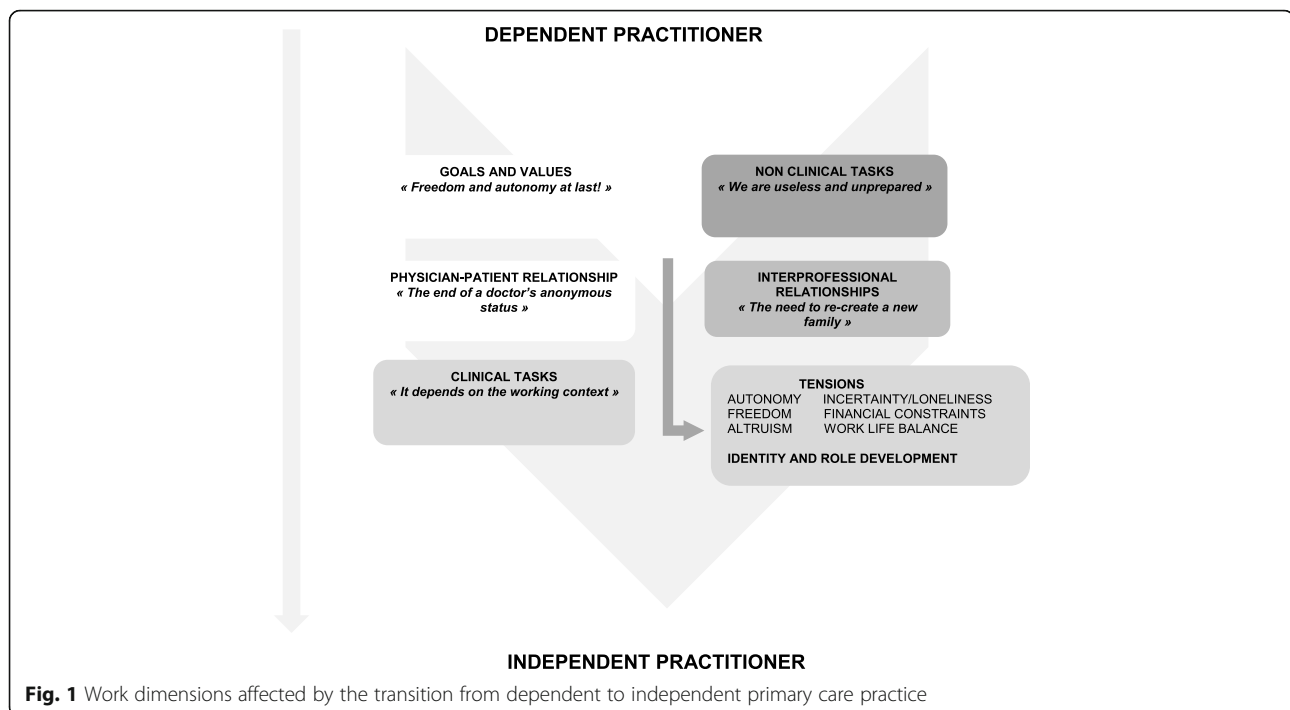 DEPENDENT PRACTITIONER
GOALS AND VALUES
« Freedom and autonomy at last! »
NON CLINICAL TASKS
« We are useless and unprepared »
PHYSICIAN-PATIENT RELATIONSHIP
« The end of a doctor's anonymous
status »
INTERPROFESSIONAL
RELATIONSHIPS
« The need to re-create a new
family »
CLINICAL TASKS
« It depends on the working context »
TENSIONS
AUTONOMY INCERTAINTY/LONELINESS
FREEDOM FINANCIAL CONSTRAINTS
ALTRUISM WORK LIFE BALANCE
IDENTITY AND ROLE DEVELOPMENT
INDEPENDENT PRACTITIONER
Fig. 1 Work dimensions affected by the transition from dependent to independent primary care practice